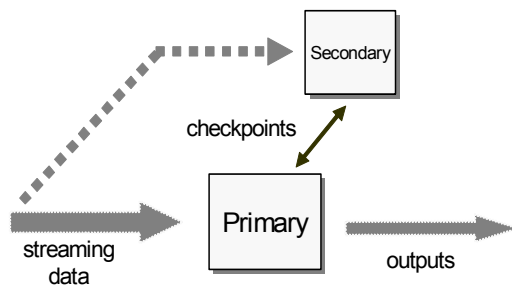 Secondary
checkpoints
Primary
streaming
data
outputs